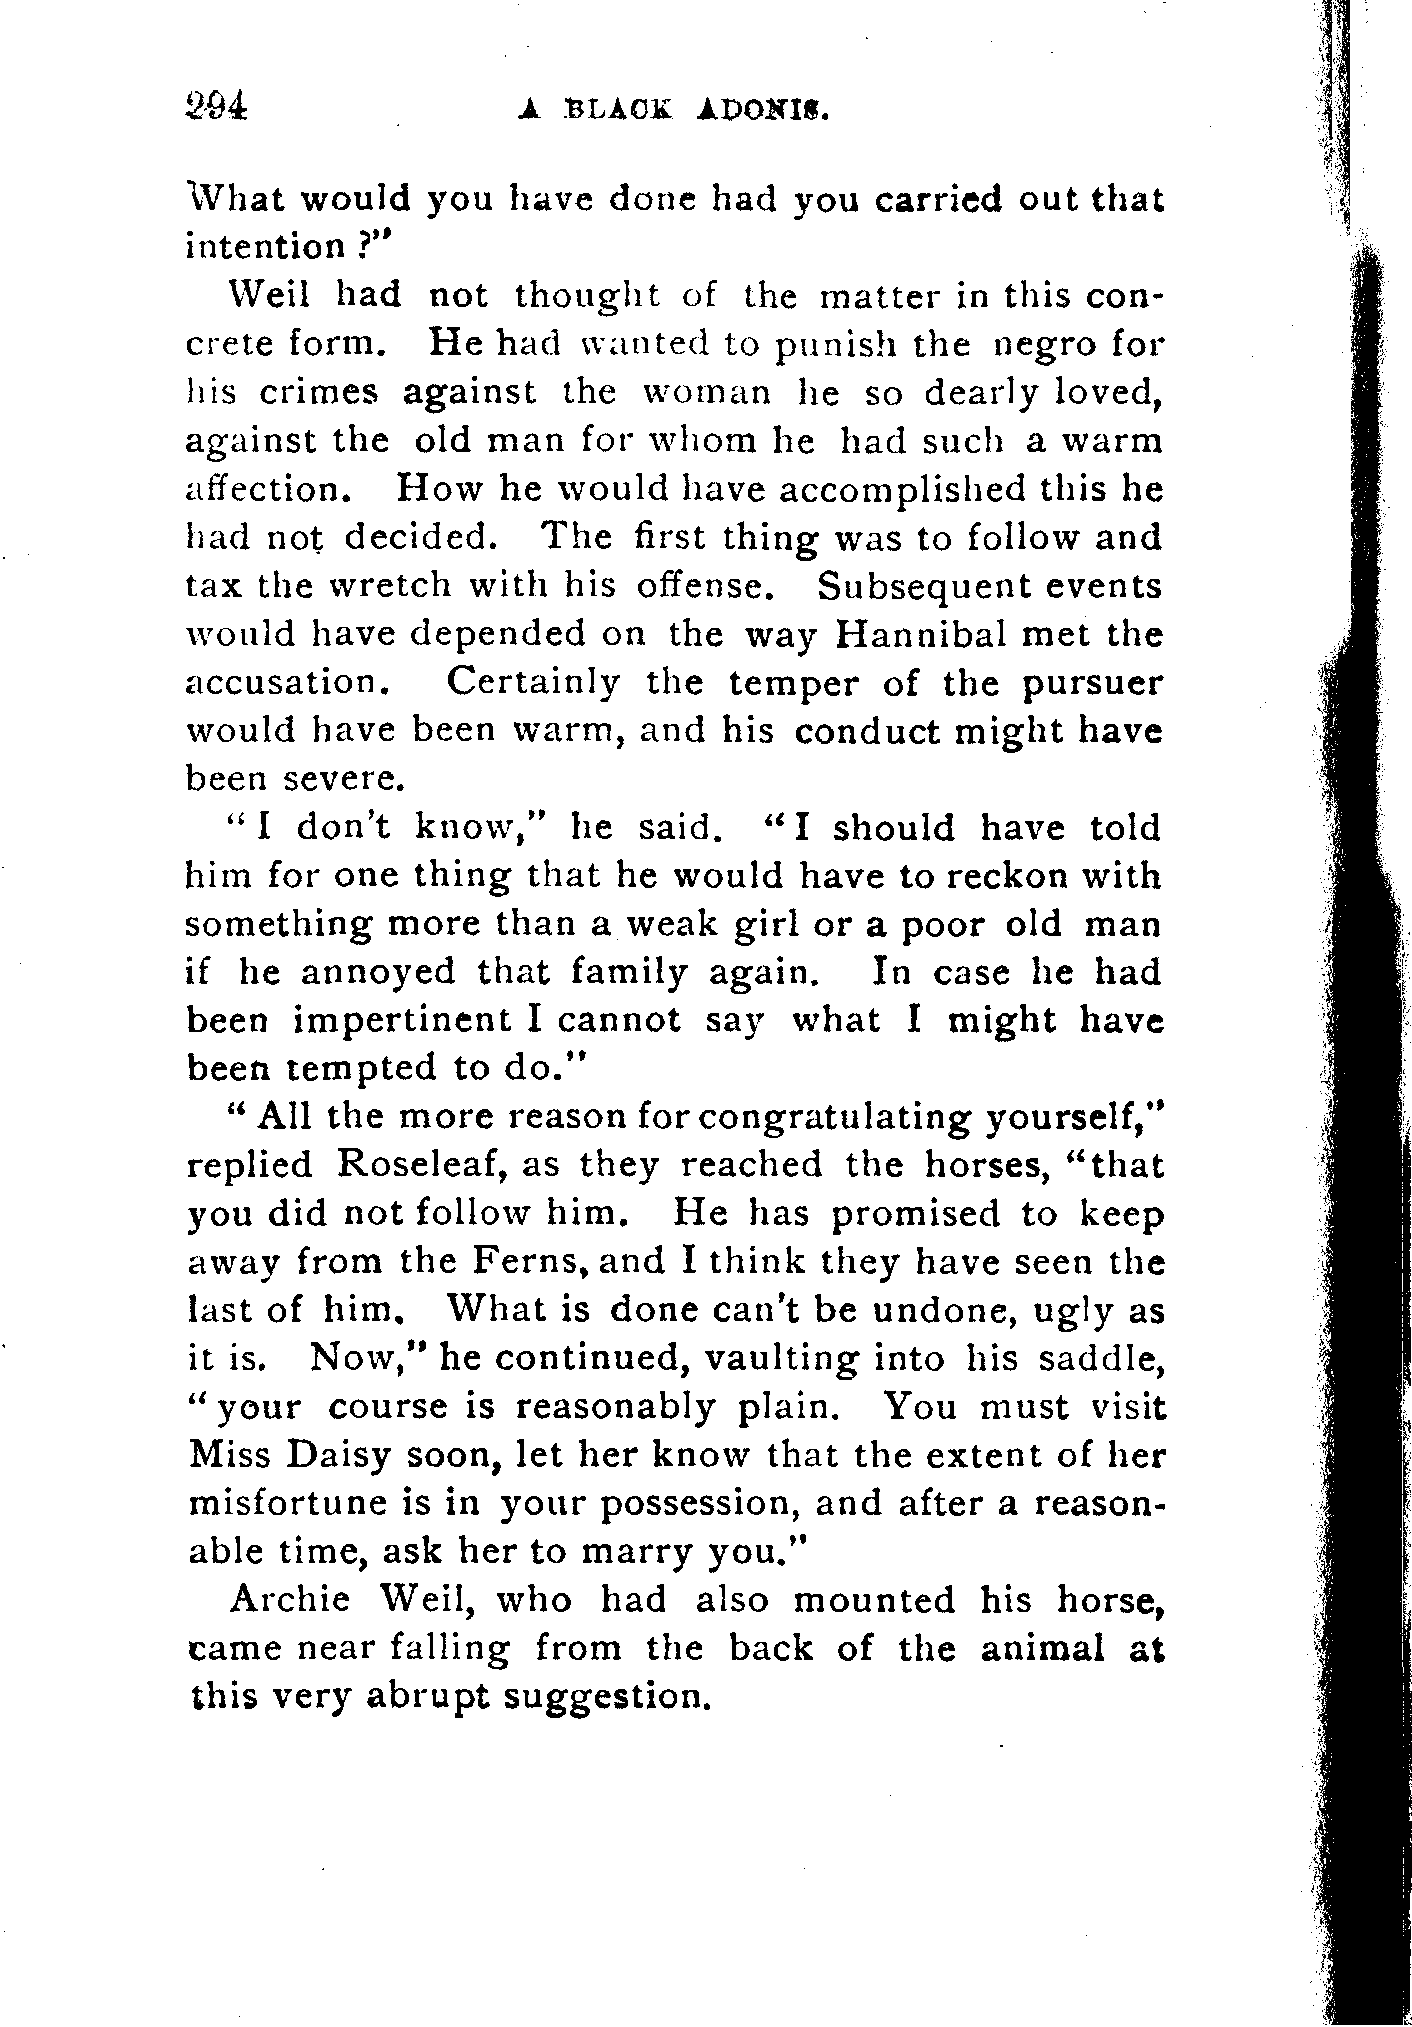 294 A BLACK ADONIS.
What would you have done had you carried out that
intention ?"
Weil had not thought of the matter in this con-
crete form. He had wanted to punish the negro for
his crimes against the woman he so dearly loved,
against the old man for whom he had such a warm
affection. How he would have accomplished this he
had not decided. The first thing was to follow and
tax the wretch with his offense. Subsequent events
would have depended on the way Hannibal met the
accusation. Certainly the temper of the pursuer
would have been warm, and his conduct might have
been severe.
"I don't know," he said. "I should have told
him for one thing that he would have to reckon with
something more than a weak girl or a poor old man
if he annoyed that family again. In case he had
been impertinent I cannot say what I might have
been tempted to do."
"All the more reason for congratulating yourself,"
replied Roseleaf, as they reached the horses, "that
you did not follow him. He has promised to keep
away from the Ferns, and I think they have seen the
last of him. What is done can't be undone, ugly as
it is. Now," he continued, vaulting into his saddle,
"your course is reasonably plain. You must visit
Miss Daisy soon, let her know that the extent of her
misfortune is in your possession, and after a reason-
able time, ask her to marry you."
Archie Weil, who had also mounted his horse,
came near falling from the back of the animal at
this very abrupt suggestion.